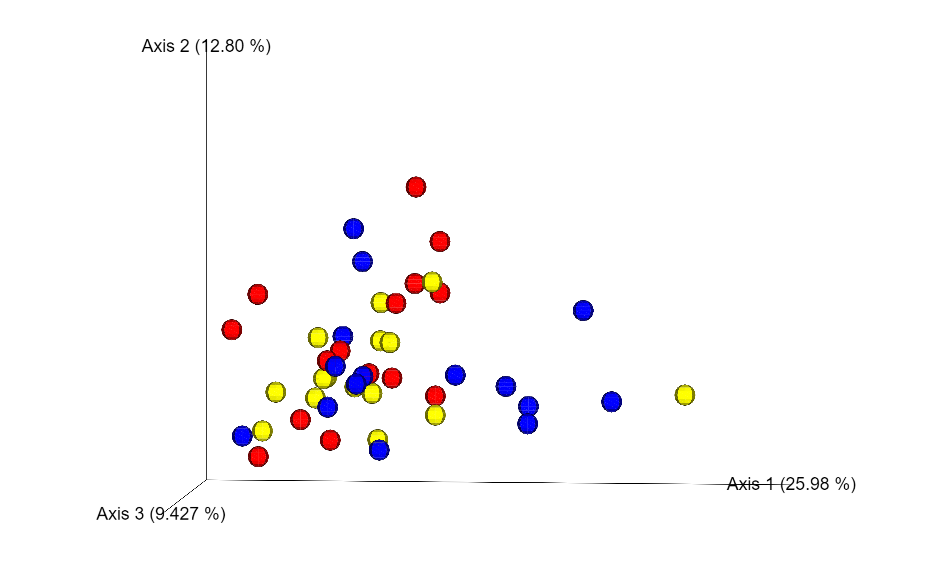 Axis 2 (12.80 %)
Axis 1 (25.98 %)
Axis 3 (9.427 %)